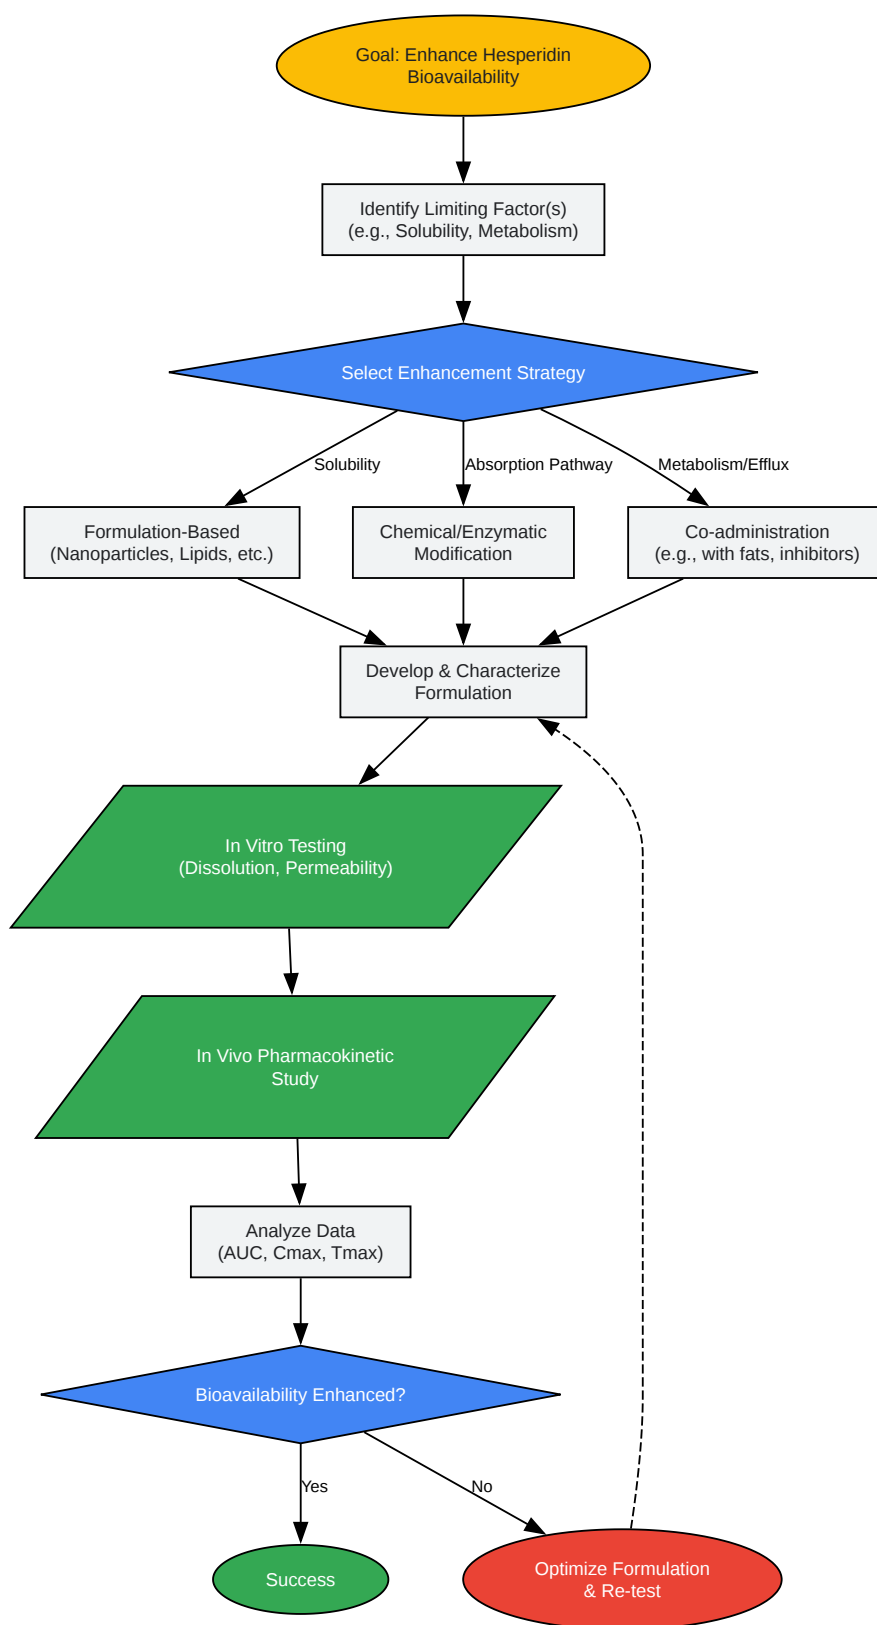 Goal: Enhance Hesperidin
Bioavailability
Identify Limiting Factor(s)
(e.g., Solubility, Metabolism)
Select Enhancement Strategy
Solubility
Absorption Pathway
Metabolism/Efflux
Formulation-Based
(Nanoparticles, Lipids, etc.)
Chemical/Enzymatic
Modification
Co-administration
(e.g., with fats, inhibitors)
Develop & Characterize
Formulation
In Vitro Testing
(Dissolution, Permeability)
In Vivo Pharmacokinetic
Study
Analyze Data
(AUC, Cmax, Tmax)
Bioavailability Enhanced?
Yes
No
Success
Optimize Formulation
& Re-test